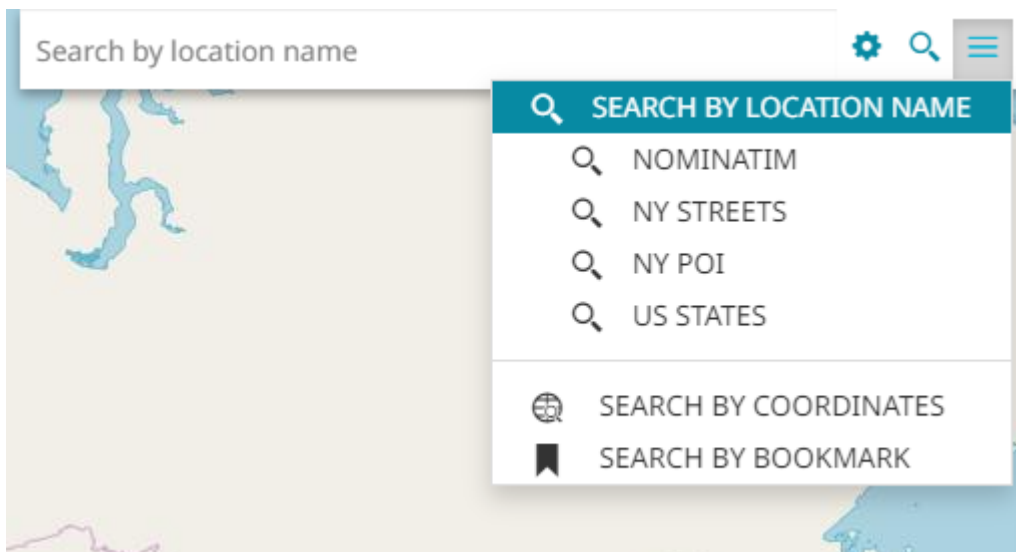 Search by location name
SEARCH BY LOCATION NAME
NOMINATIM
NY STREETS
NY POI
US STATES
SEARCH BY COORDINATES
SEARCH BY BOOKMARK